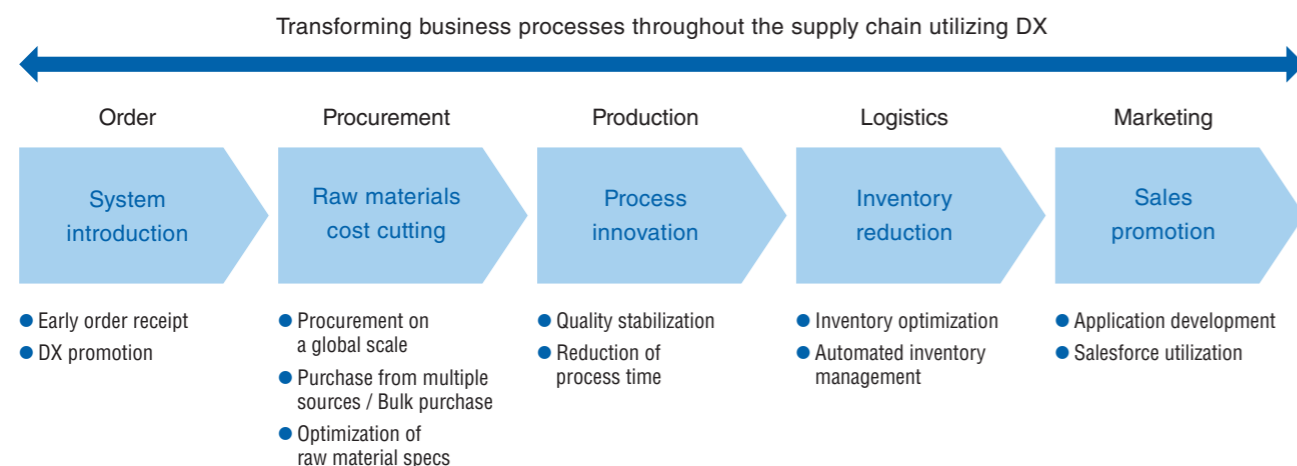 Transforming business processes throughout the supply chain utilizing DX
Order
System
introduction
● Early order receipt
● DX promotion
Procurement
Raw materials
cost cutting
● Procurement on
a global scale
● Purchase from multiple
sources / Bulk purchase
● Optimization of
raw material specs
Production
Process
innovation
● Quality stabilization
● Reduction of
process time
Logistics
Inventory
reduction
● Inventory optimization
● Automated inventory
management
Marketing
Sales
promotion
● Application development
● Salesforce utilization